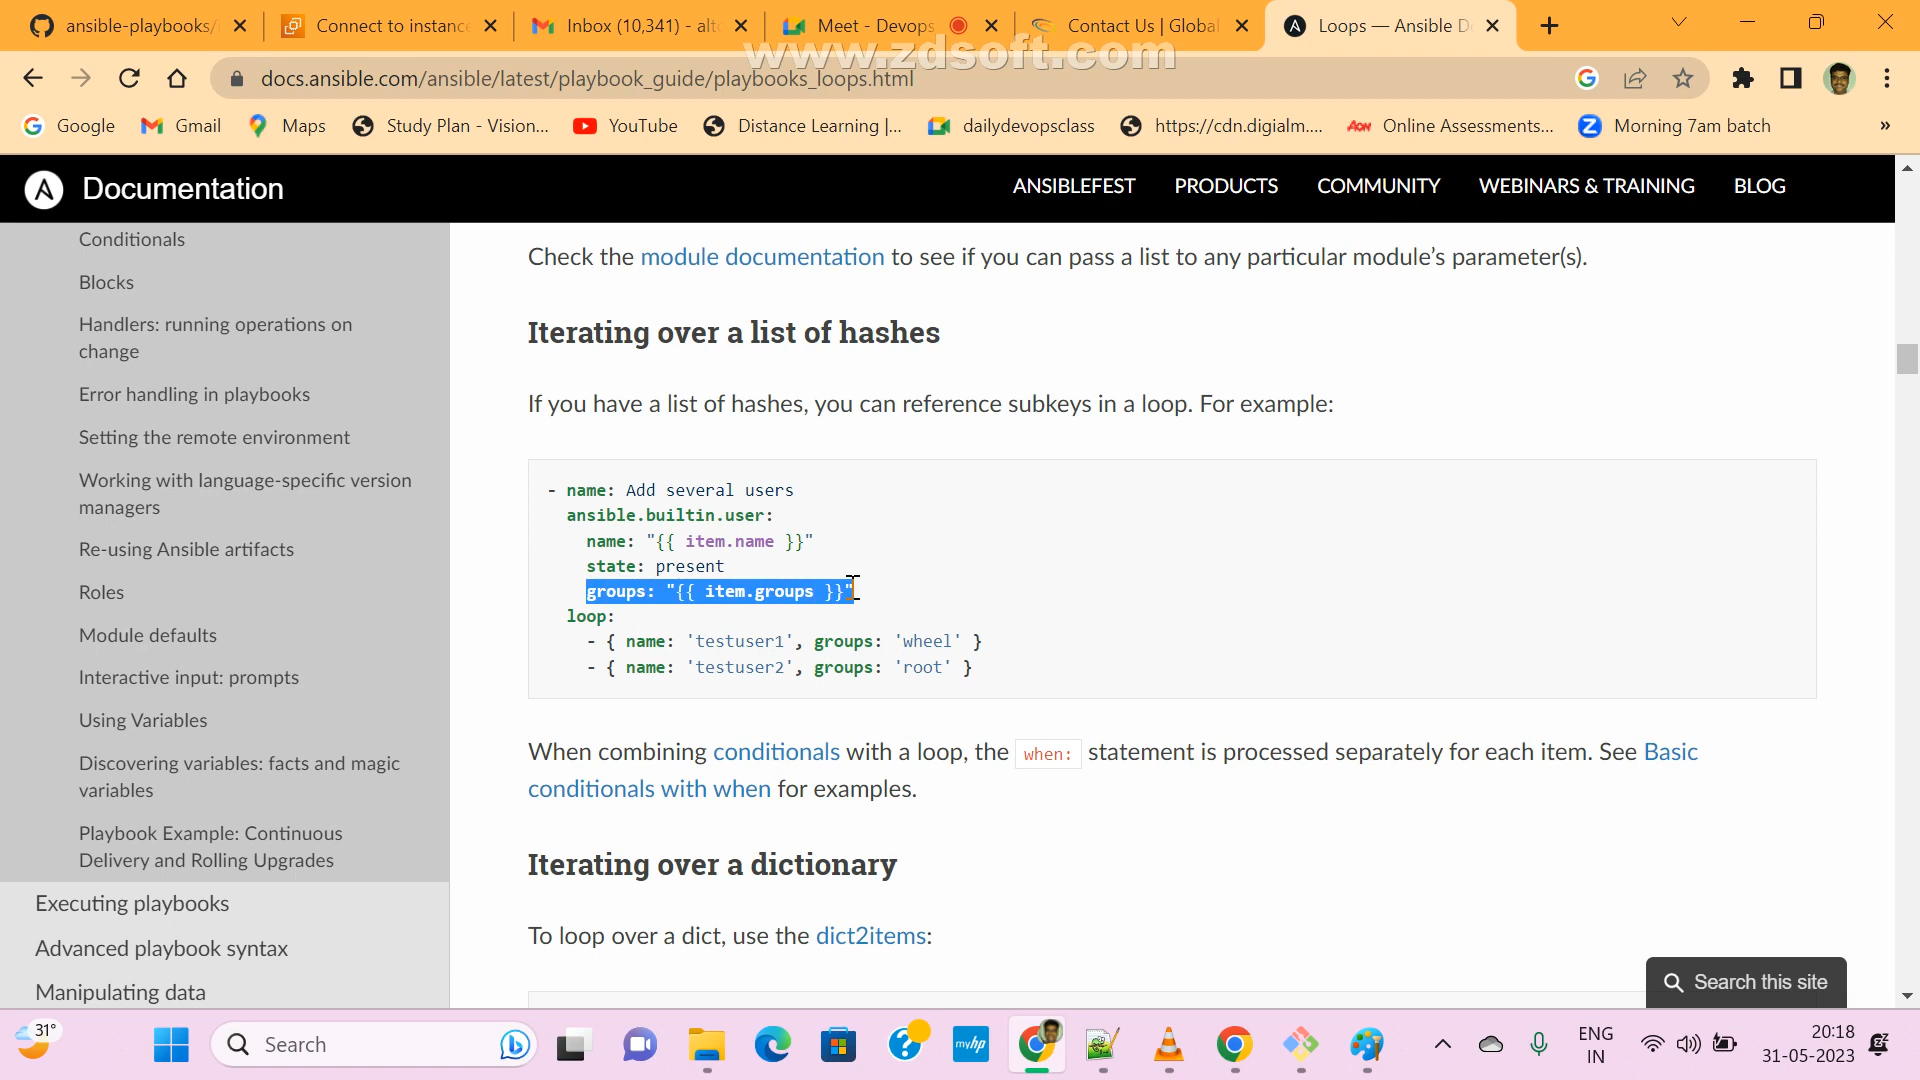 ansible-playbooks/i
Connect to instance
Inbox (10,341) - alto
Meet - Devops
Contact Us | Global
Loops — Ansible D
www.zdsoft.com
docs.ansible.com/ansible/latest/playbook_guide/playbooks_loops.html
Google
Gmail
Maps
Study Plan - Vision...
YouTube
Distance Learning |...
dailydevopsclass
https://cdn.digialm....
Aon
Online Assessments...
Morning 7am batch
»
Documentation
ANSIBLEFEST
PRODUCTS
COMMUNITY
WEBINARS & TRAINING
BLOG
Conditionals
Blocks
Handlers: running operations on
change
Error handling in playbooks
Setting the remote environment
Working with language-specific version
managers
Re-using Ansible artifacts
Roles
Module defaults
Interactive input: prompts
Using Variables
Discovering variables: facts and magic
variables
Playbook Example: Continuous
Delivery and Rolling Upgrades
Executing playbooks
Advanced playbook syntax
Manipulating data
Check the module documentation to see if you can pass a list to any particular module’s parameter(s).
Iterating over a list of hashes
If you have a list of hashes, you can reference subkeys in a loop. For example:
- name: Add several users
ansible.builtin.user:
name: "{{ item.name }}"
state: present
groups: "{{ item.groups }}"
loop:
- { name: 'testuser1', groups: 'wheel' }
- { name: 'testuser2', groups: 'root' }
When combining conditionals with a loop, the when: statement is processed separately for each item. See Basic
conditionals with when for examples.
Iterating over a dictionary
To loop over a dict, use the dict2items:
Search this site
31°
Search
myhp
ENG
IN
20:18
31-05-2023